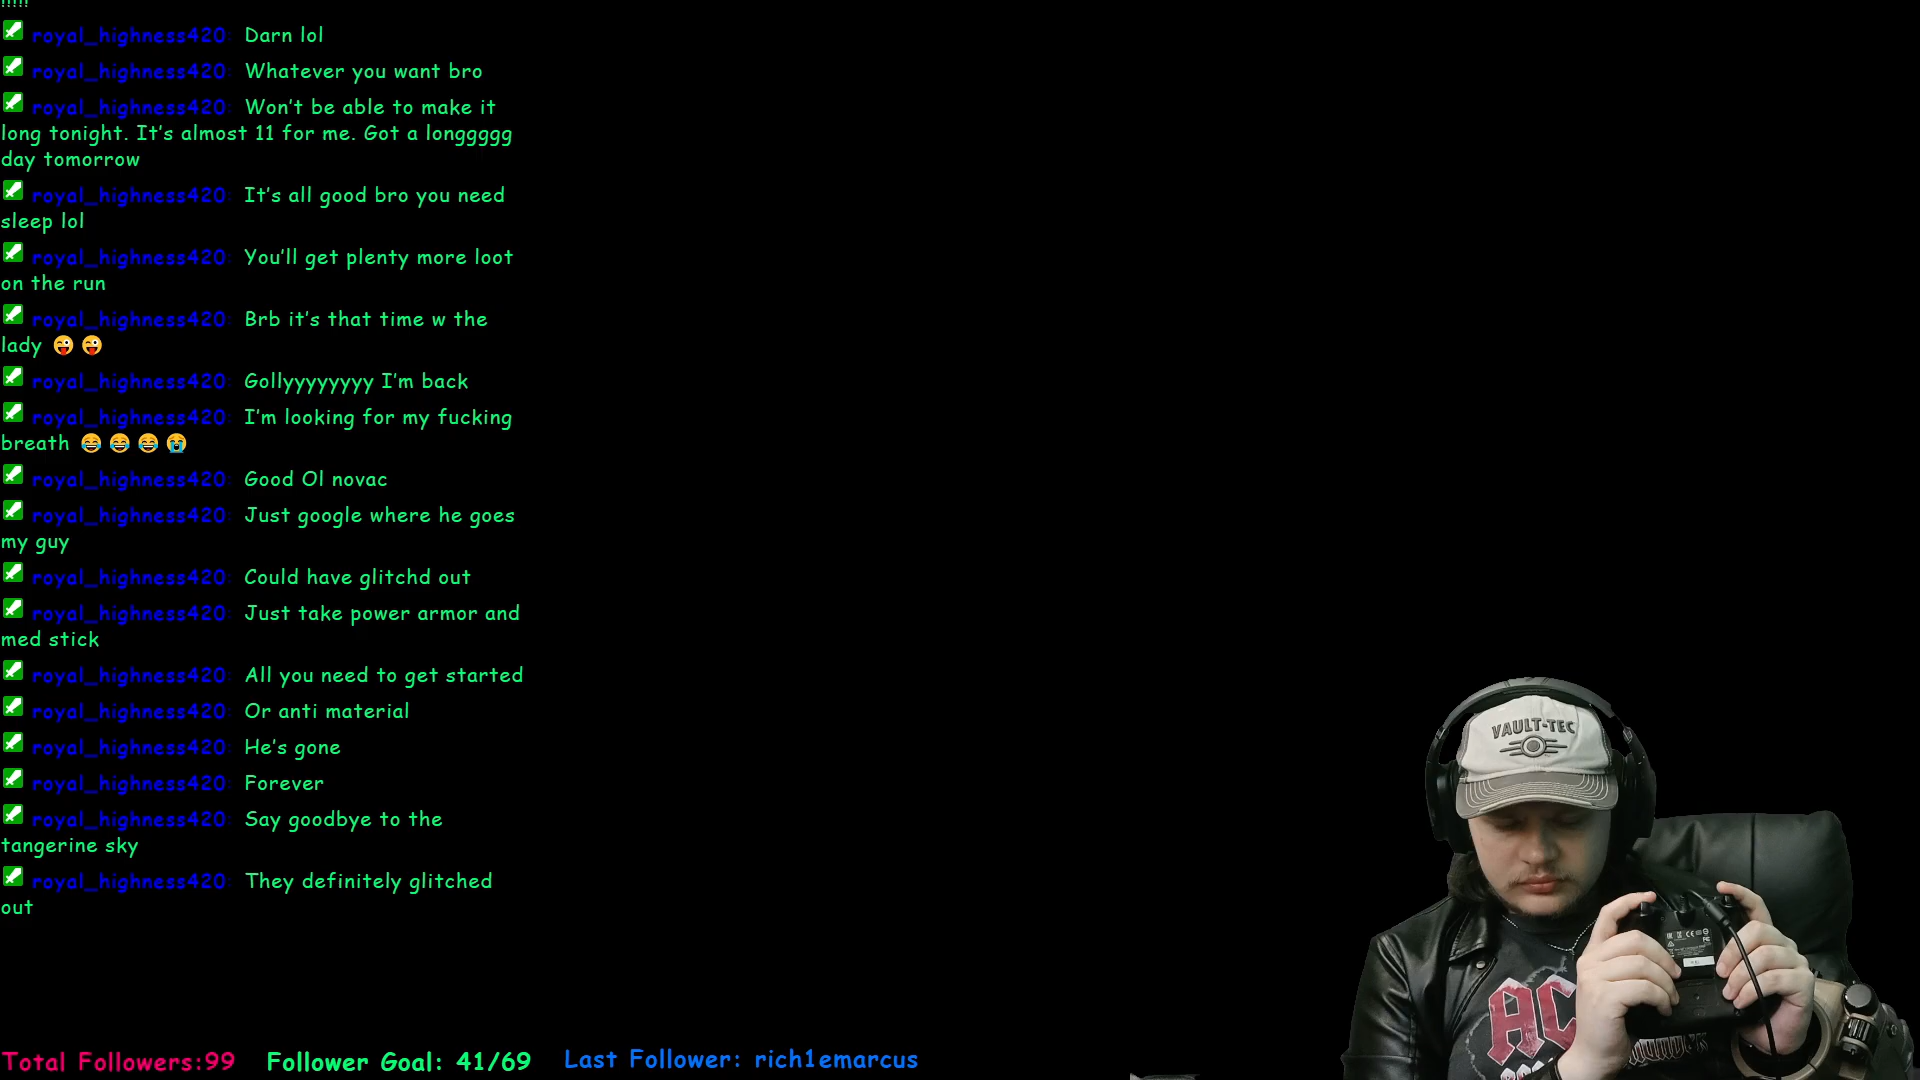 !!!!!
royal_highness420: Darn lol
royal_highness420: Whatever you want bro
royal_highness420: Won't be able to make it
long tonight. It's almost 11 for me. Got a longgggg
day tomorrow
royal_highness420: It's all good bro you need
sleep lol
royal_highness420: You'll get plenty more loot
on the run
royal_highness420: Brb it's that time w the
lady 😜 😜
royal_highness420: Gollyyyyyyyy I'm back
royal_highness420: I'm looking for my fucking
breath 😂 😂 😂 😭
royal_highness420: Good Ol novac
royal_highness420: Just google where he goes
my guy
royal_highness420: Could have glitchd out
royal_highness420: Just take power armor and
med stick
royal_highness420: All you need to get started
royal_highness420: Or anti material
royal_highness420: He's gone
royal_highness420: Forever
royal_highness420: Say goodbye to the
tangerine sky
royal_highness420: They definitely glitched
out
VAULT-TEC
AC
Total Followers:99 Follower Goal: 41/69 Last Follower: rich1emarcus